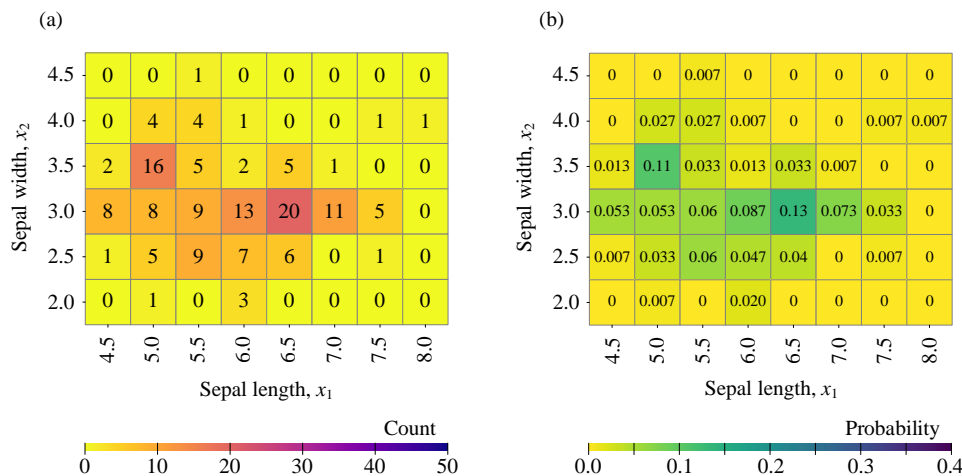 (a)
4.5 0 0 1 0 0 0 0 0
4.0 0 4 4 1 0 0 1 1
3.5 2 16 5 2 5 1 0 0
3.0 8 8 9 13 20 11 5 0
2.5 1 5 9 7 6 0 1 0
2.0 0 1 0 3 0 0 0 0
Sepal width, x2
4.5 5.0 5.5 6.0 6.5 7.0 7.5 8.0
Sepal length, x1
Count
0 10 20 30 40 50
(b)
4.5 0 0 0.007 0 0 0 0 0
4.0 0 0.027 0.027 0.007 0 0 0.007 0.007
3.5 0.013 0.11 0.033 0.013 0.033 0.007 0 0
3.0 0.053 0.053 0.06 0.087 0.13 0.073 0.033 0
2.5 0.007 0.033 0.06 0.047 0.04 0 0.007 0
2.0 0 0.007 0 0.020 0 0 0 0
Sepal width, x2
4.5 5.0 5.5 6.0 6.5 7.0 7.5 8.0
Sepal length, x1
Probability
0.0 0.1 0.2 0.3 0.4